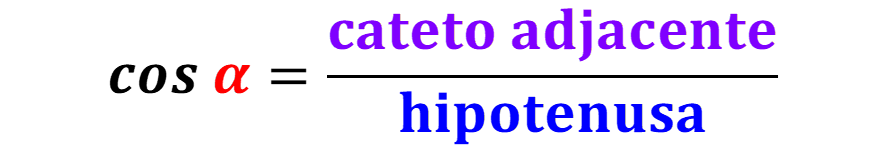 cos α = cateto adjacente
hipotenusa